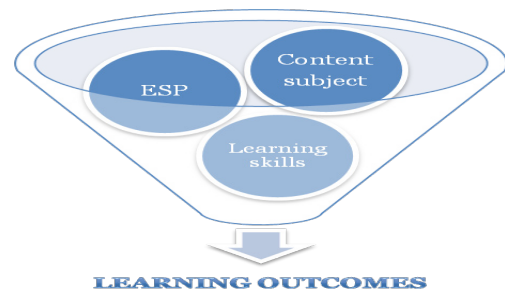 Content
subject
ESP
Learning
skills
LEARNING OUTCOMES